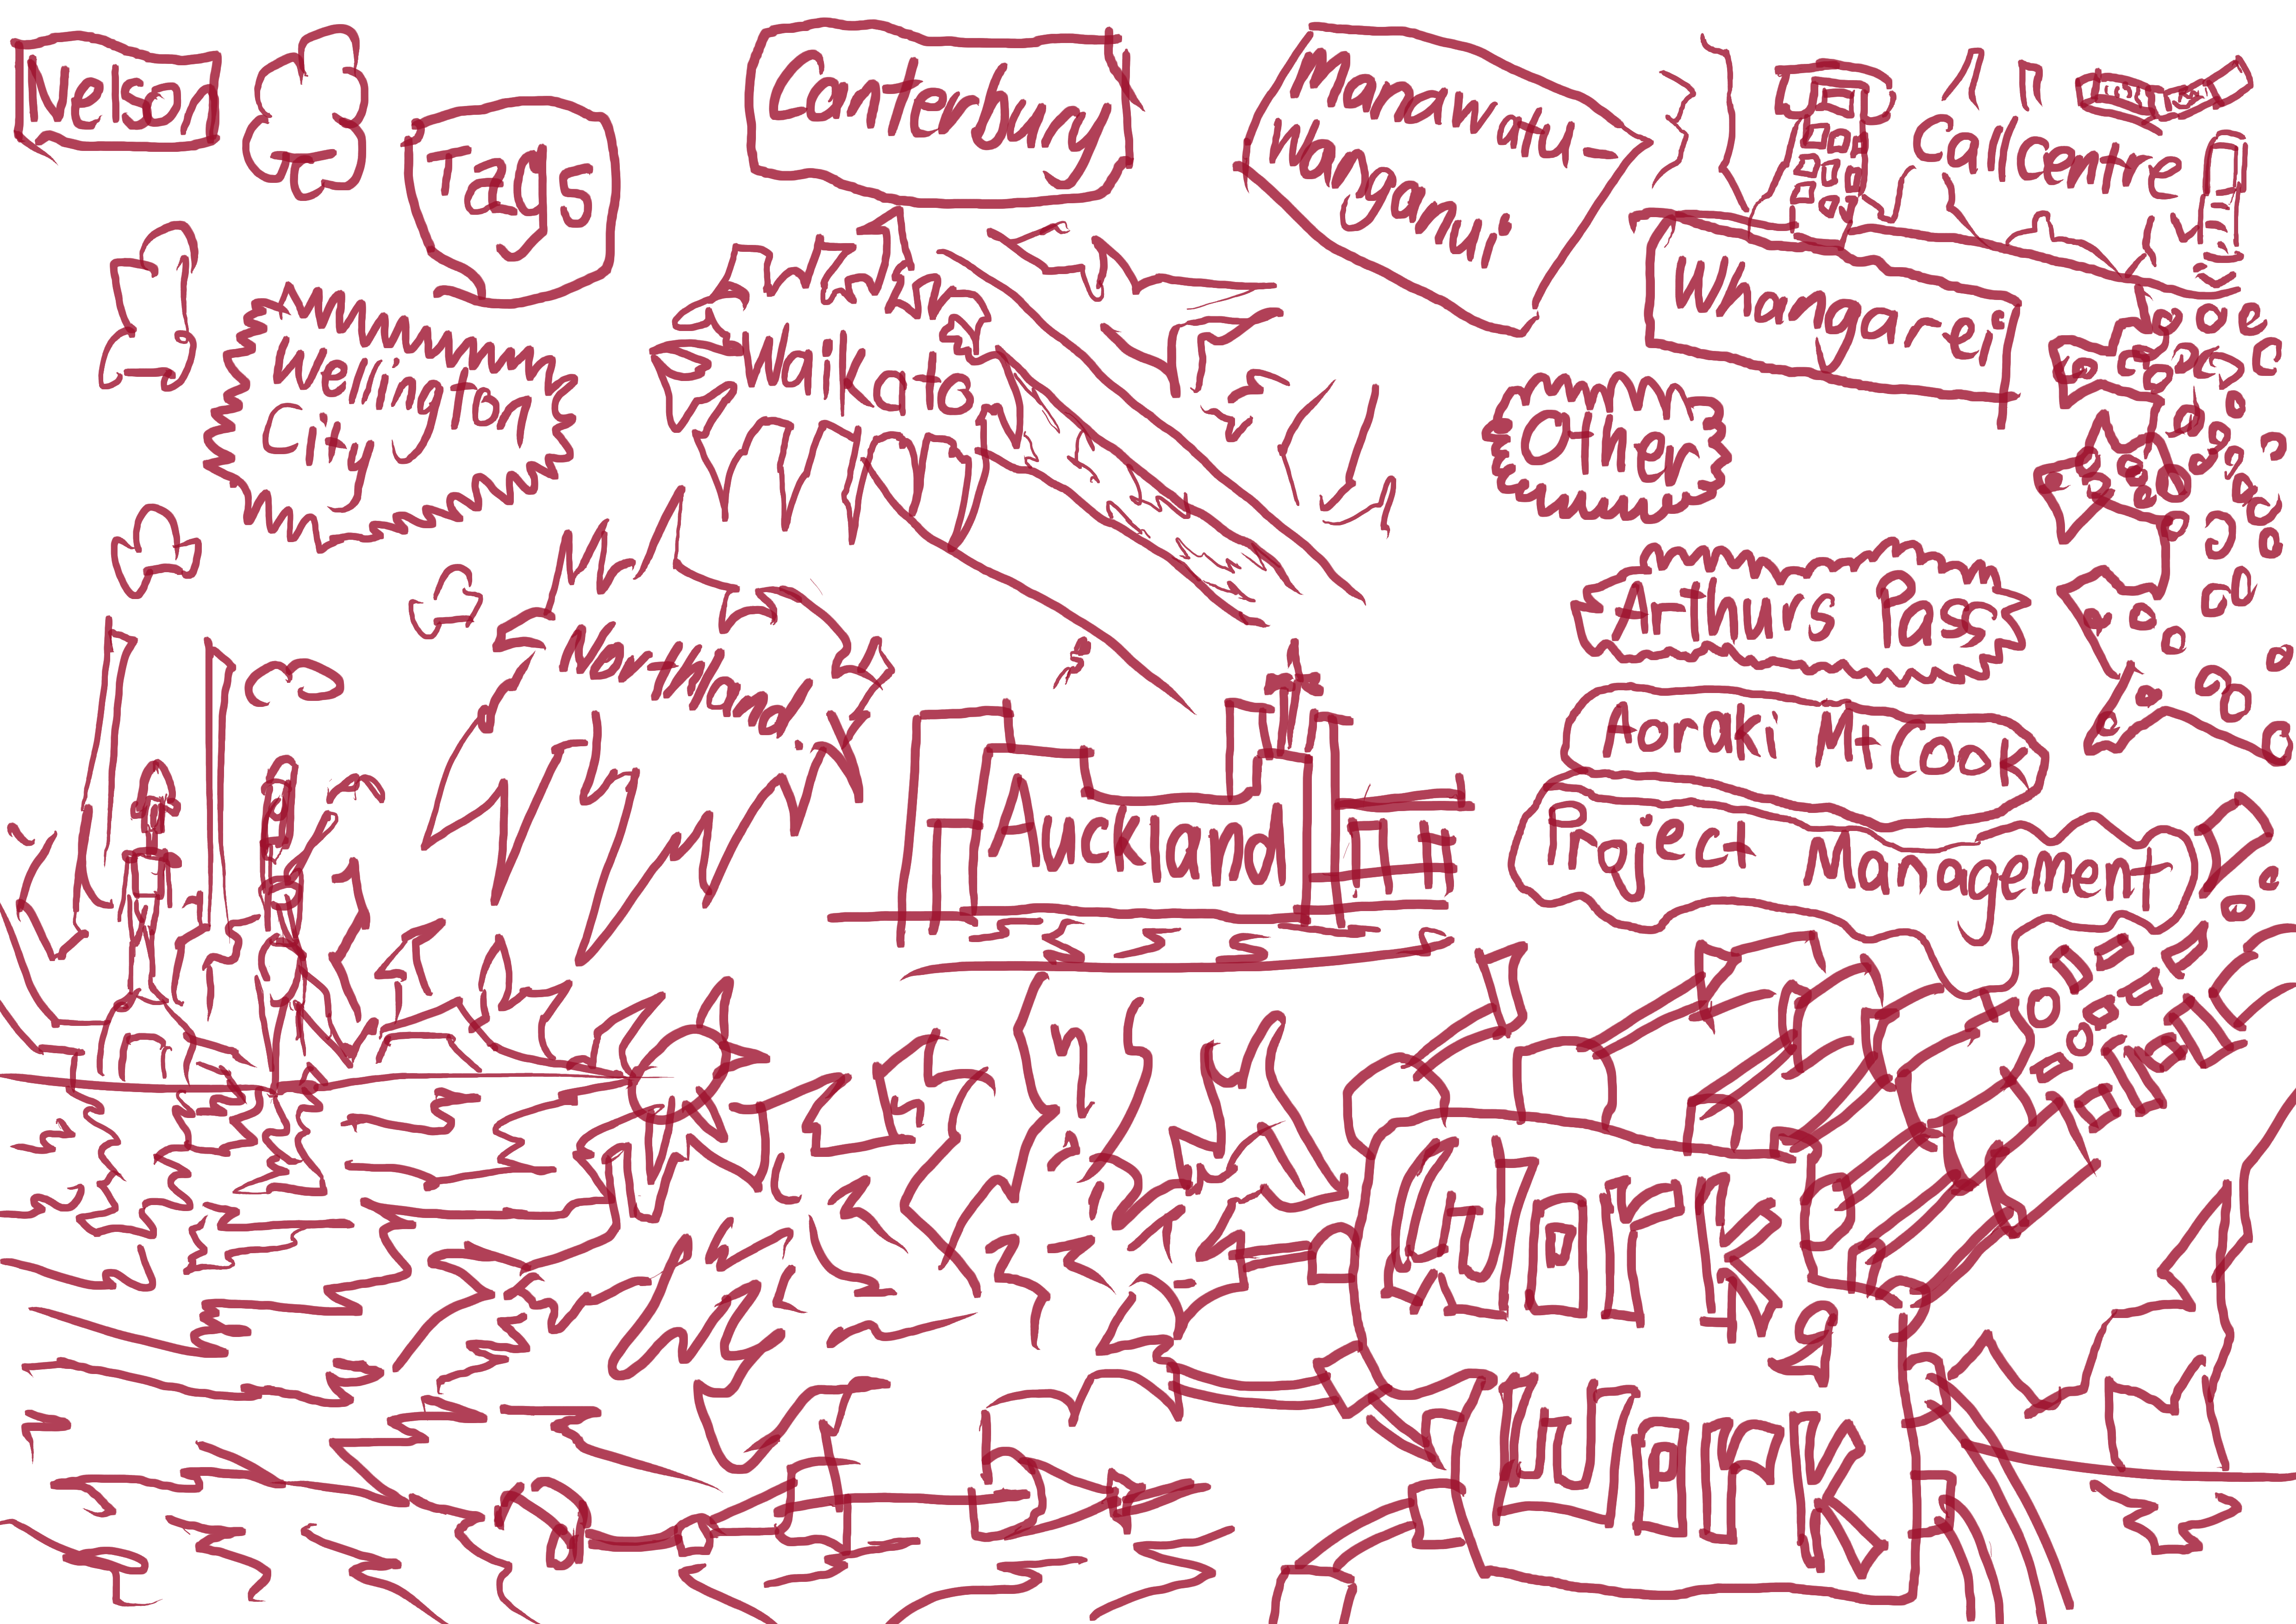 Nelson
Tags
Canterbury
Manawatu-
Wanganui
Callcentre
Whangarei
Wellington
City
Waikato
Other
Northland
Arthurs Pass
Aoraki Mt Cook
Auckland
Project Management
Work
Work